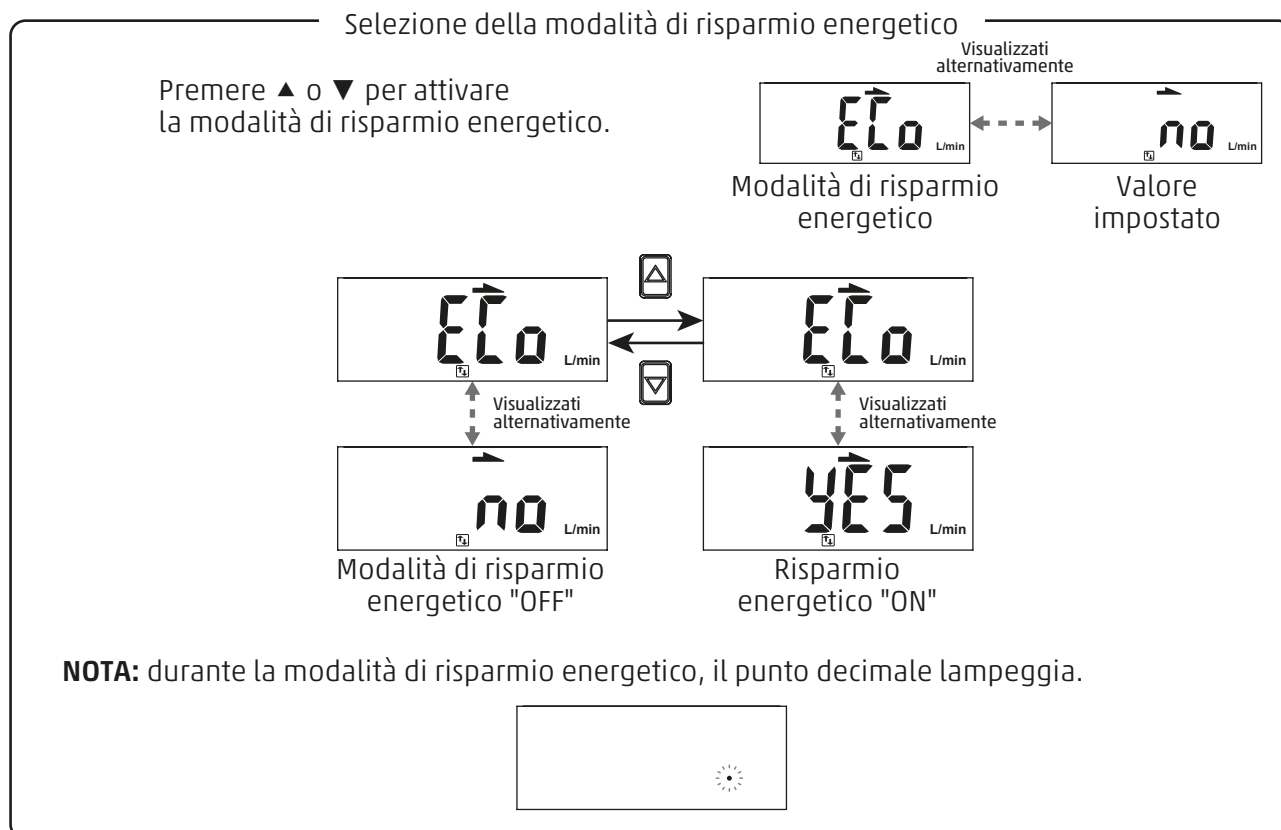 Selezione della modalità di risparmio energetico
Premere ▲ o ▼ per attivare
la modalità di risparmio energetico.
Visualizzati
alternativamente
ECo L/min
no L/min
Modalità di risparmio
energetico
Valore
impostato
ECo L/min
ECo L/min
Visualizzati
alternativamente
Visualizzati
alternativamente
no L/min
YES L/min
Modalità di risparmio
energetico "OFF"
Risparmio
energetico "ON"
NOTA: durante la modalità di risparmio energetico, il punto decimale lampeggia.